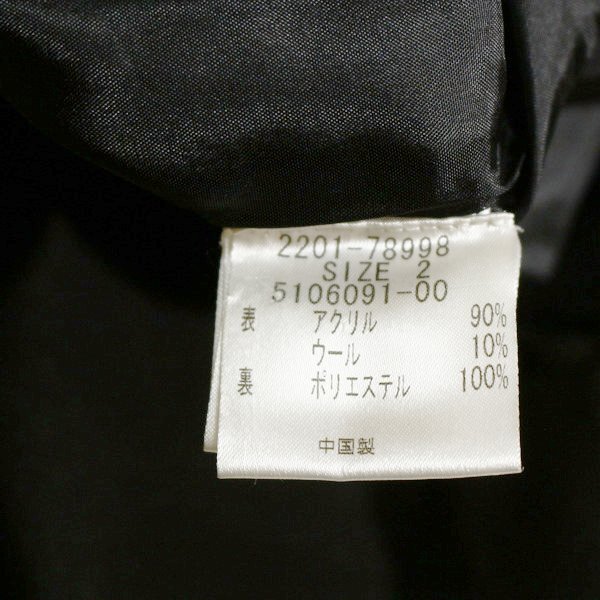 2201-78998
SIZE 2
5106091-00
表 アクリル 90%
ウール 10%
裏 ポリエステル 100%
中国製